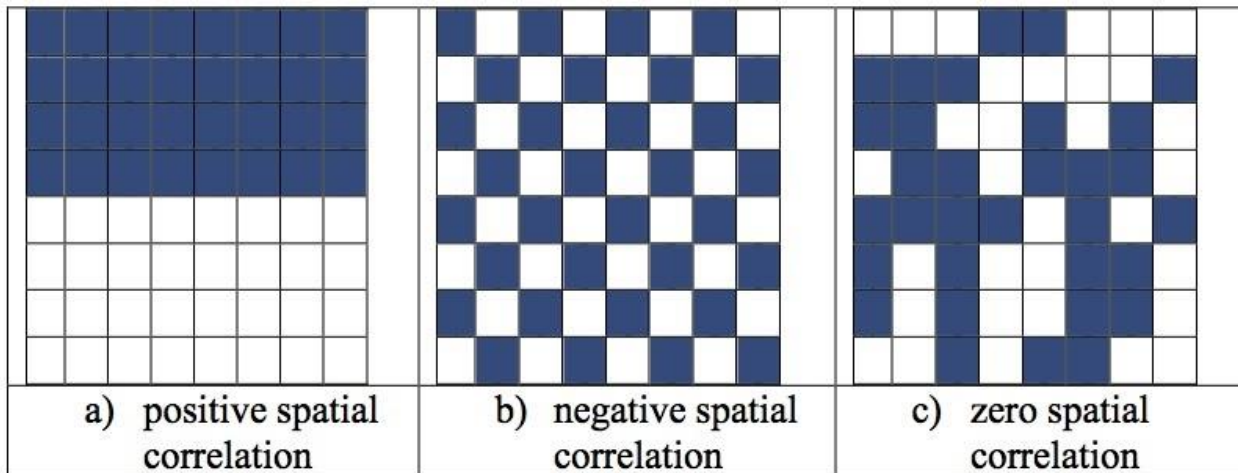 a) positive spatial
correlation
b) negative spatial
correlation
c) zero spatial
correlation